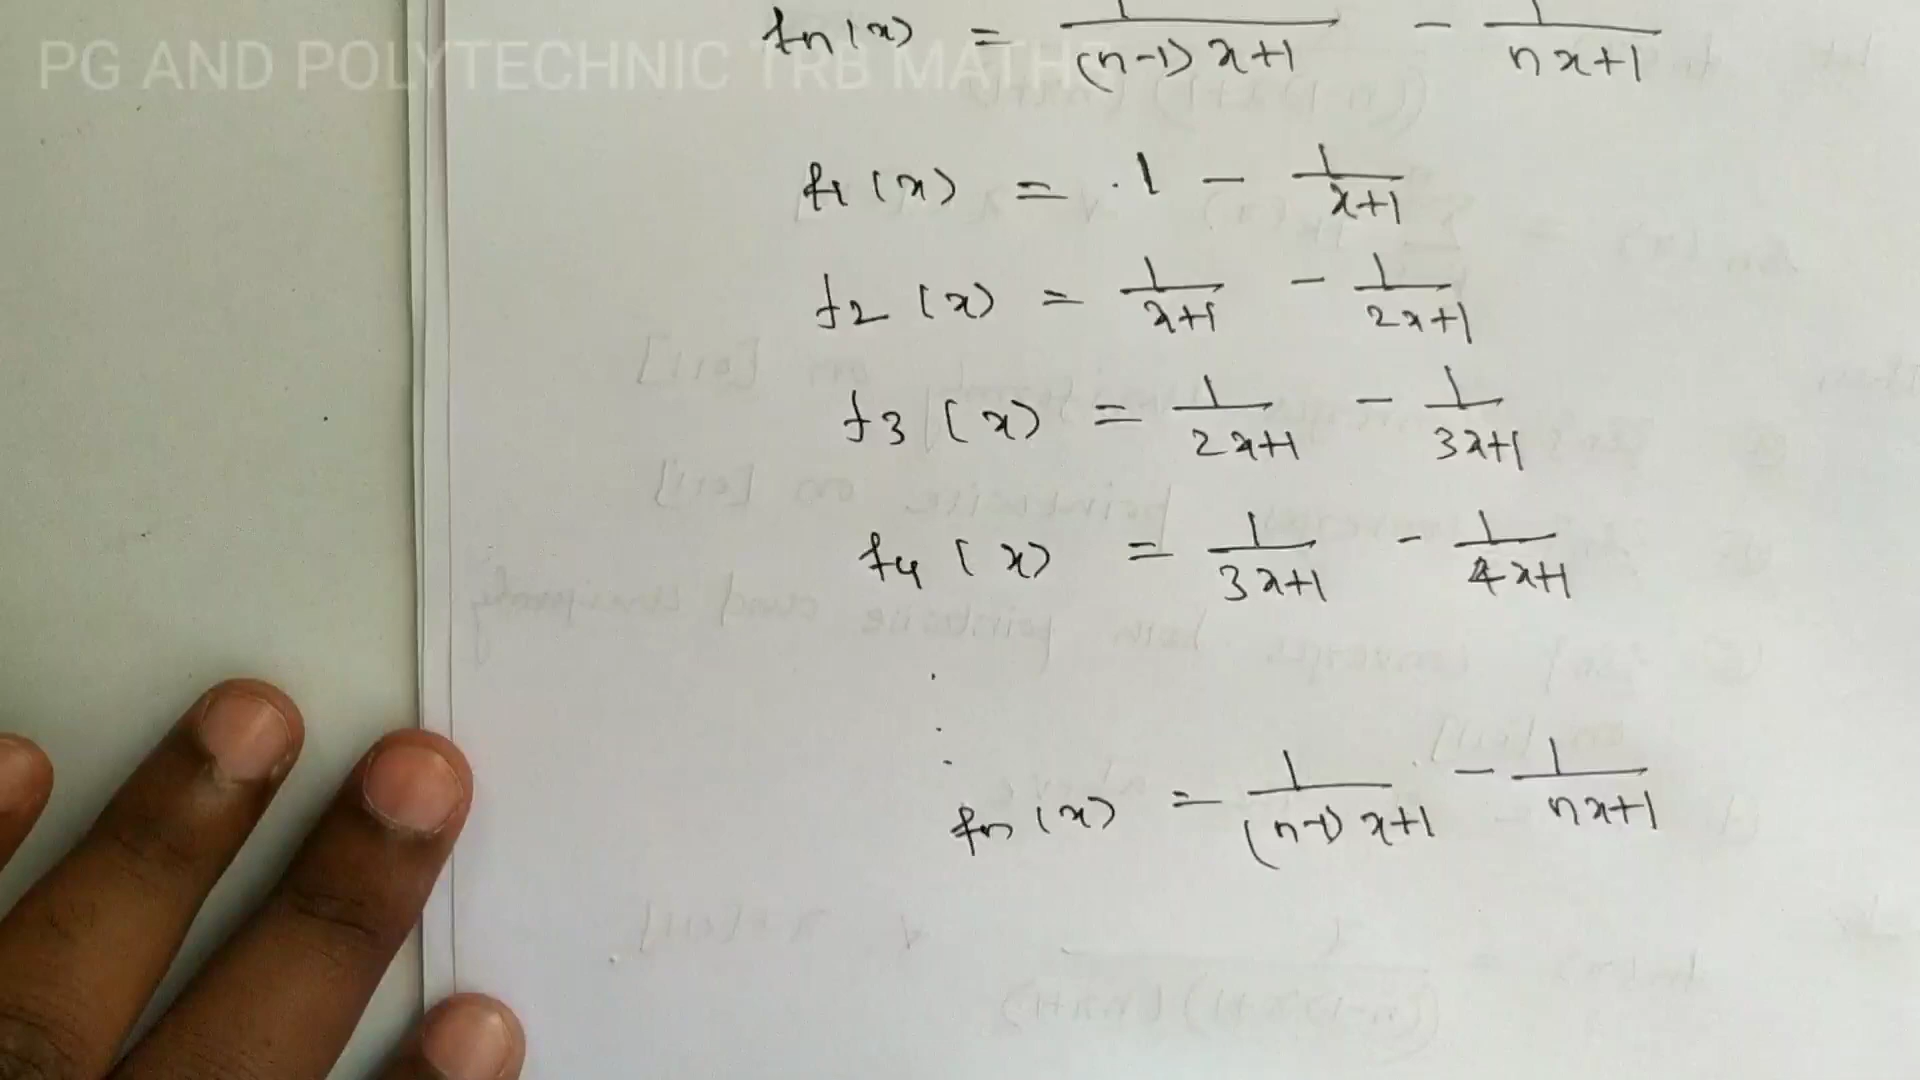 fn(x) = 1/((n-1)x+1) - 1/(nx+1)
PG AND POLYTECHNIC TRB MATH
f1(x) = .1 - 1/(x+1)
f2(x) = 1/(x+1) - 1/(2x+1)
f3(x) = 1/(2x+1) - 1/(3x+1)
f4(x) = 1/(3x+1) - 1/(4x+1)
fn(x) = 1/((n-1)x+1) - 1/(nx+1)